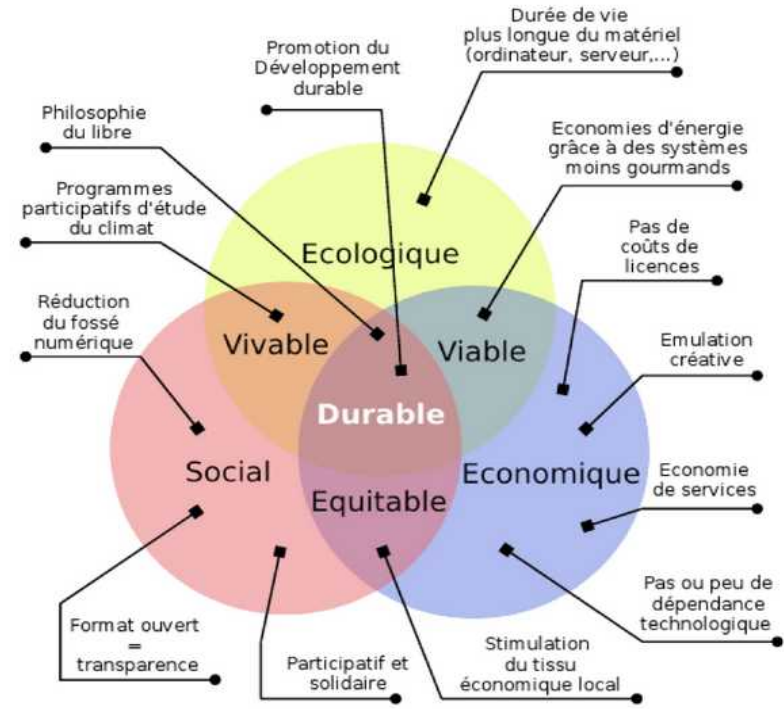 Durée de vie
plus longue du matériel
(ordinateur, serveur,...)
Promotion du
Développement
durable
Philosophie
du libre
Economies d'énergie
grâce à des systèmes
moins gourmands
Programmes
participatifs d'étude
du climat
Pas de
coûts de
licences
Ecologique
Réduction
du fossé
numérique
Vivable
Viable
Emulation
créative
Durable
Social
Economique
Economie
de services
Equitable
Pas ou peu de
dépendance
technologique
Format ouvert
=
transparence
Participatif et
solidaire
Stimulation
du tissu
économique local